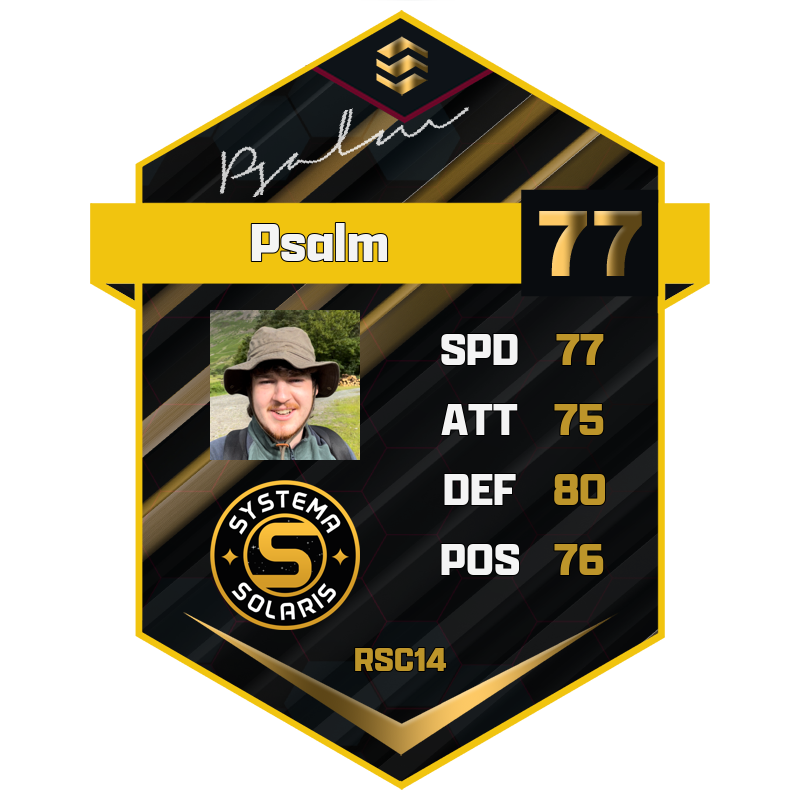 Psalm
Psalm
77
SPD 77
ATT 75
DEF 80
POS 76
SYSTEMA
S
SOLARIS
RSC14